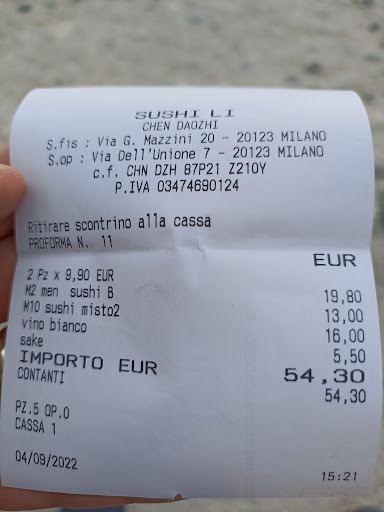 SUSHI LI
CHEN DAOZHI
S.fis : Via G. Mazzini 20 - 20123 MILANO
S.op : Via Dell'Unione 7 - 20123 MILANO
c.f. CHN DZH 87P21 Z210Y
P.IVA 03474690124
Ritirare scontrino alla cassa
PROFORMA N. 11
EUR
2 Pz x 9,90 EUR
M2 men sushi B 19,80
M10 sushi misto2 13,00
vino bianco 16,00
sake 5,50
IMPORTO EUR 54,30
CONTANTI 54,30
PZ.5 OP.0
CASSA 1
04/09/2022 15:21